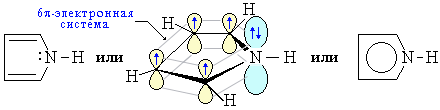 6π-электронная
система
:N – H или H H H H N – H или N – H